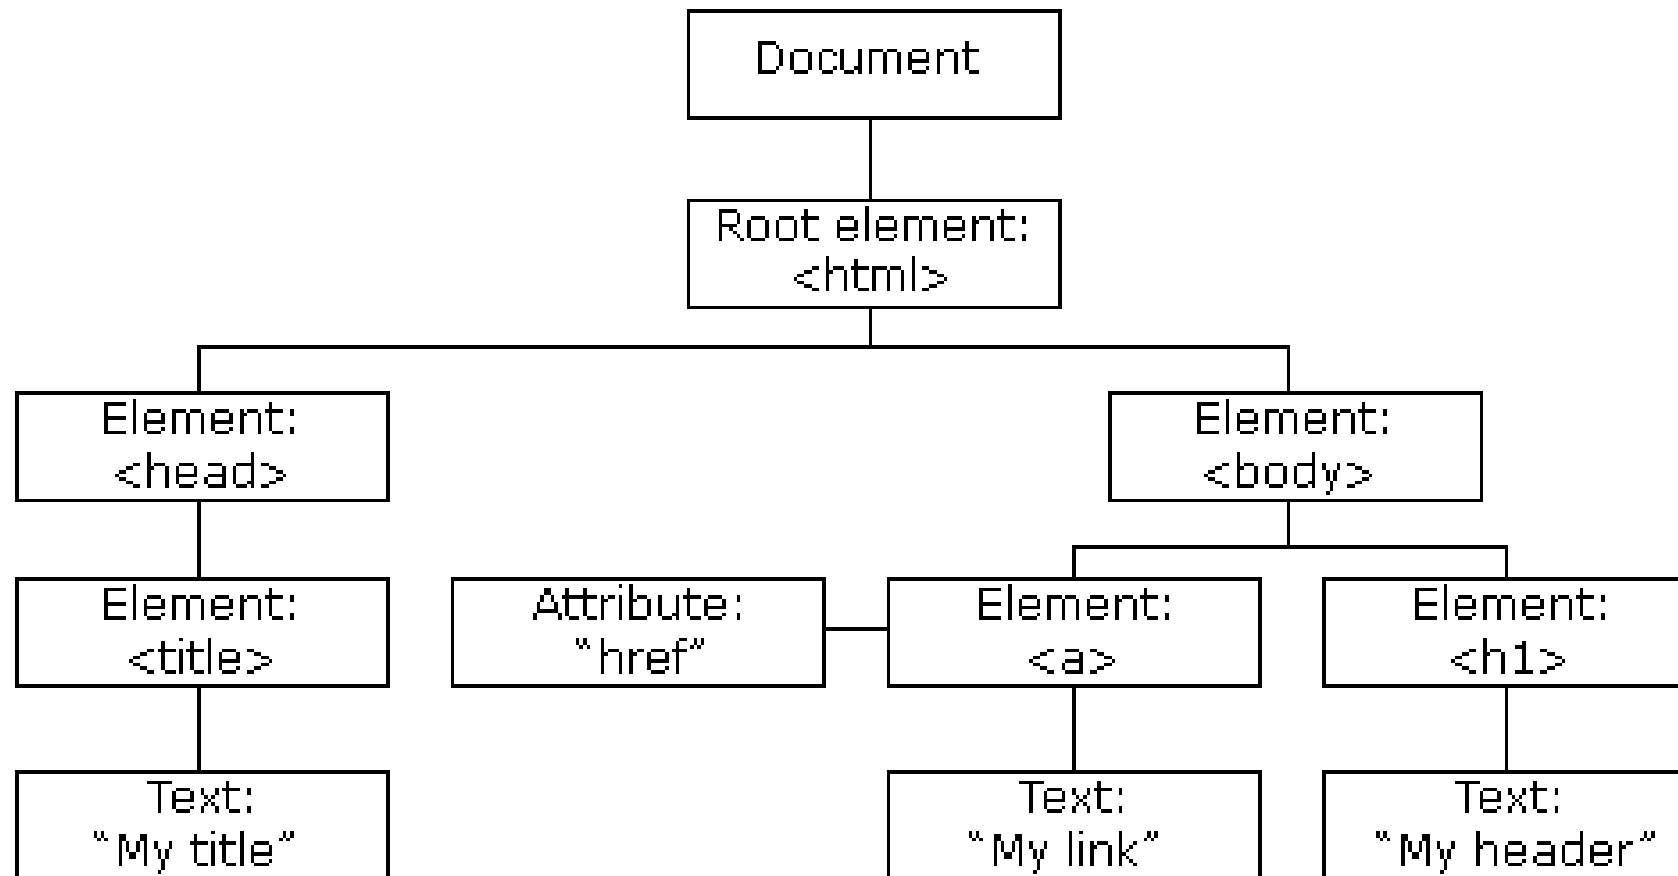 Document
Root element:
<html>
Element:
<head>
Element:
<body>
Element:
<title>
Attribute:
“href”
Element:
<a>
Element:
<h1>
Text:
“My title”
Text:
“My link”
Text:
“My header”